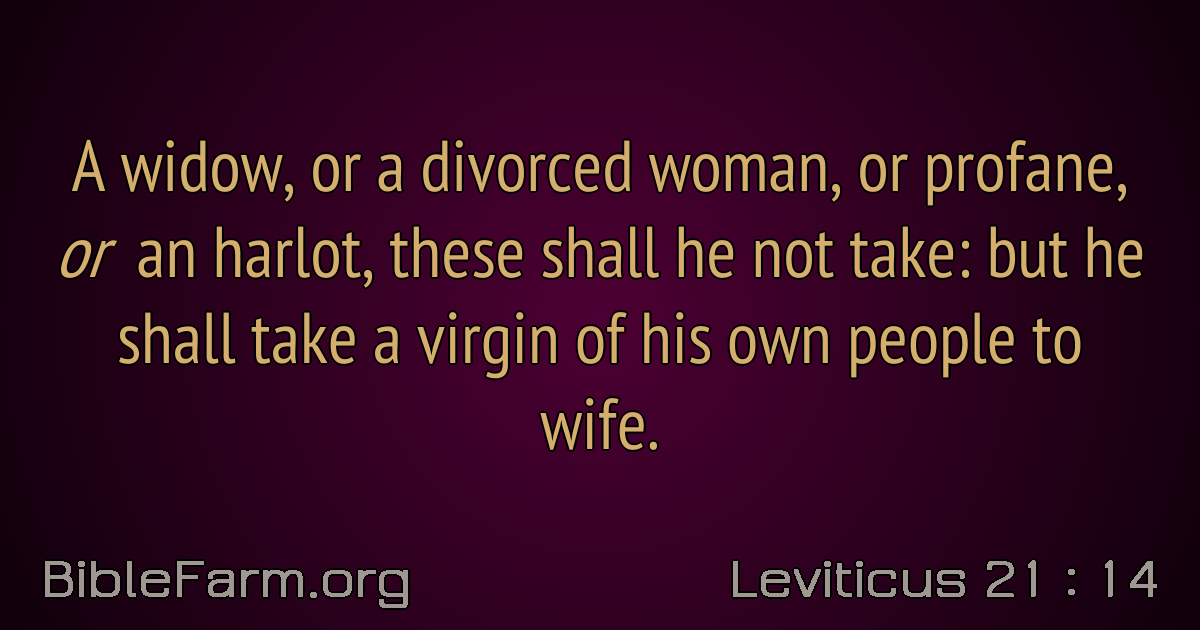 A widow, or a divorced woman, or profane,
or an harlot, these shall he not take: but he
shall take a virgin of his own people to
wife.
BibleFarm.org
Leviticus 21 : 14